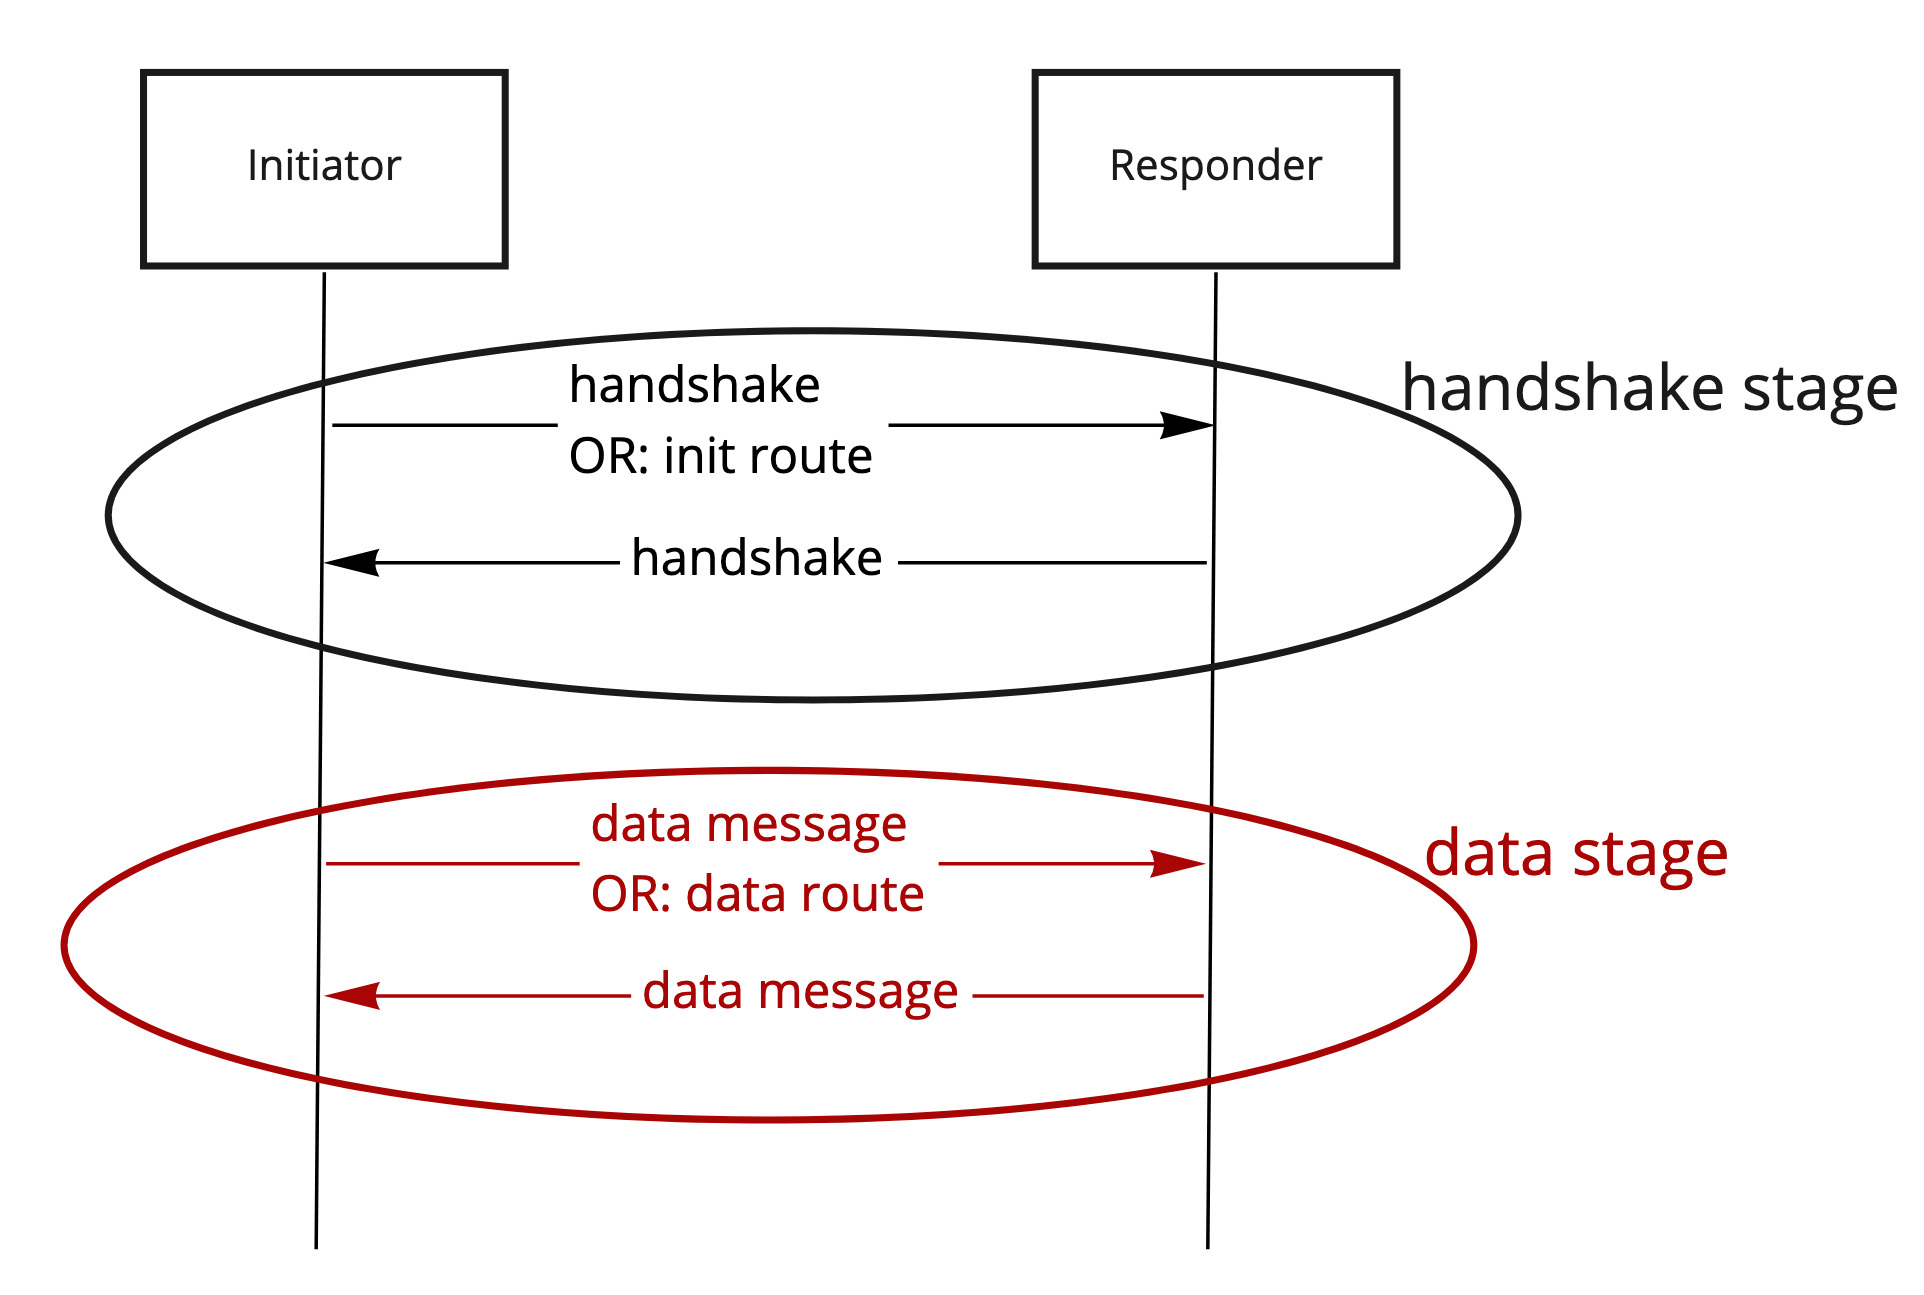 Initiator
Responder
handshake
OR: init route
handshake stage
handshake
data message
OR: data route
data stage
data message